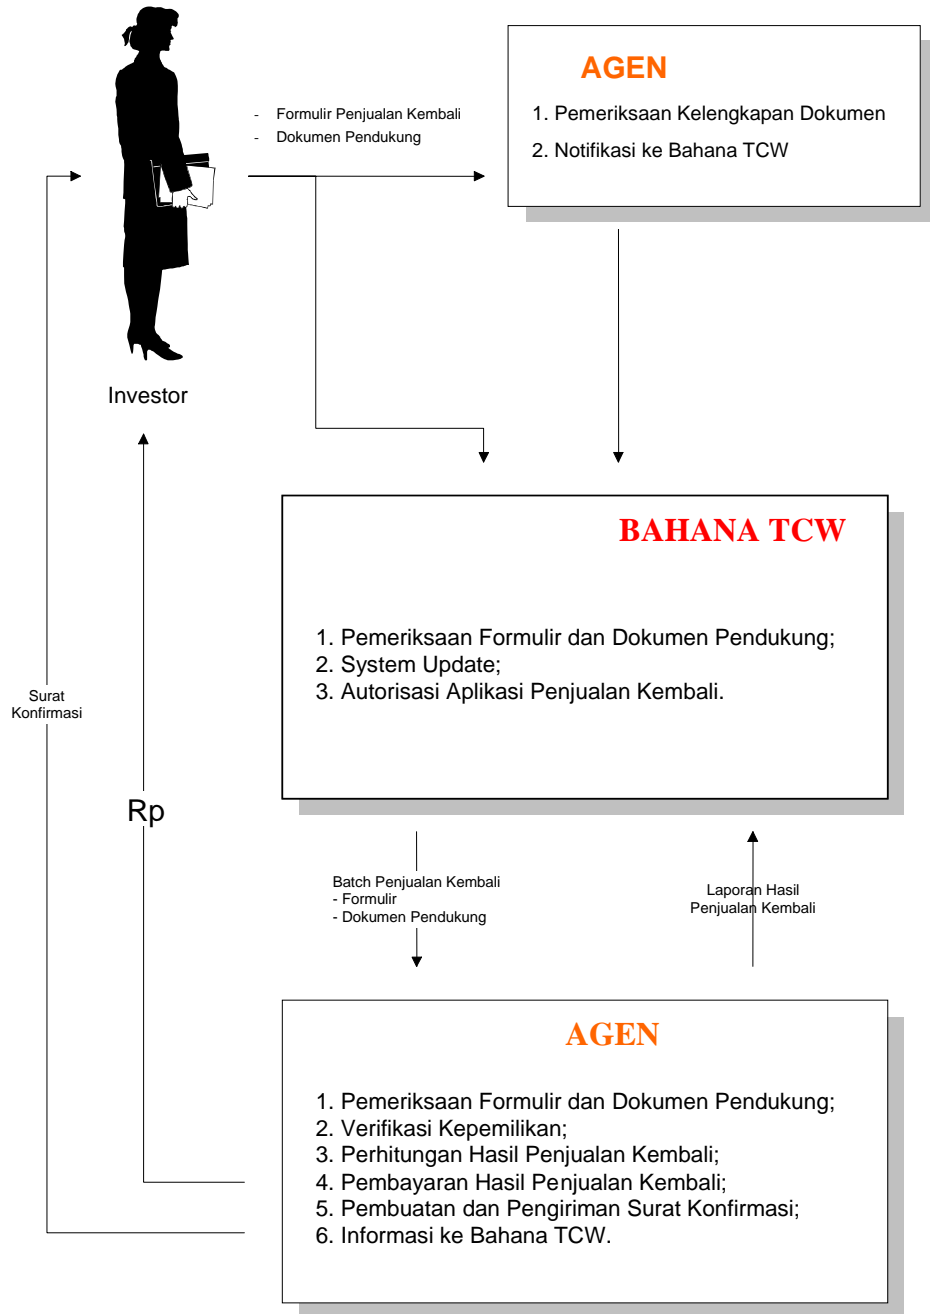 AGEN
1. Pemeriksaan Kelengkapan Dokumen
2. Notifikasi ke Bahana TCW
- Formulir Penjualan Kembali
- Dokumen Pendukung
Investor
BAHANA TCW
1. Pemeriksaan Formulir dan Dokumen Pendukung;
2. System Update;
3. Autorisasi Aplikasi Penjualan Kembali.
Surat
Konfirmasi
Rp
Batch Penjualan Kembali
- Formulir
- Dokumen Pendukung
Laporan Hasil
Penjualan Kembali
AGEN
1. Pemeriksaan Formulir dan Dokumen Pendukung;
2. Verifikasi Kepemilikan;
3. Perhitungan Hasil Penjualan Kembali;
4. Pembayaran Hasil Penjualan Kembali;
5. Pembuatan dan Pengiriman Surat Konfirmasi;
6. Informasi ke Bahana TCW.